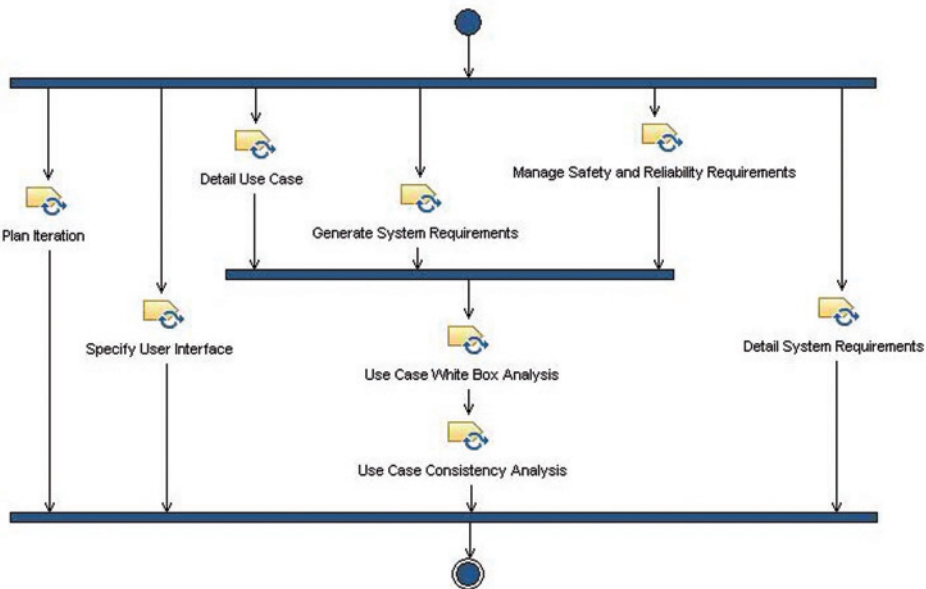 Detail Use Case
Manage Safety and Reliability Requirements
Plan Iteration
Generate System Requirements
Specify User Interface
Detail System Requirements
Use Case White Box Analysis
Use Case Consistency Analysis